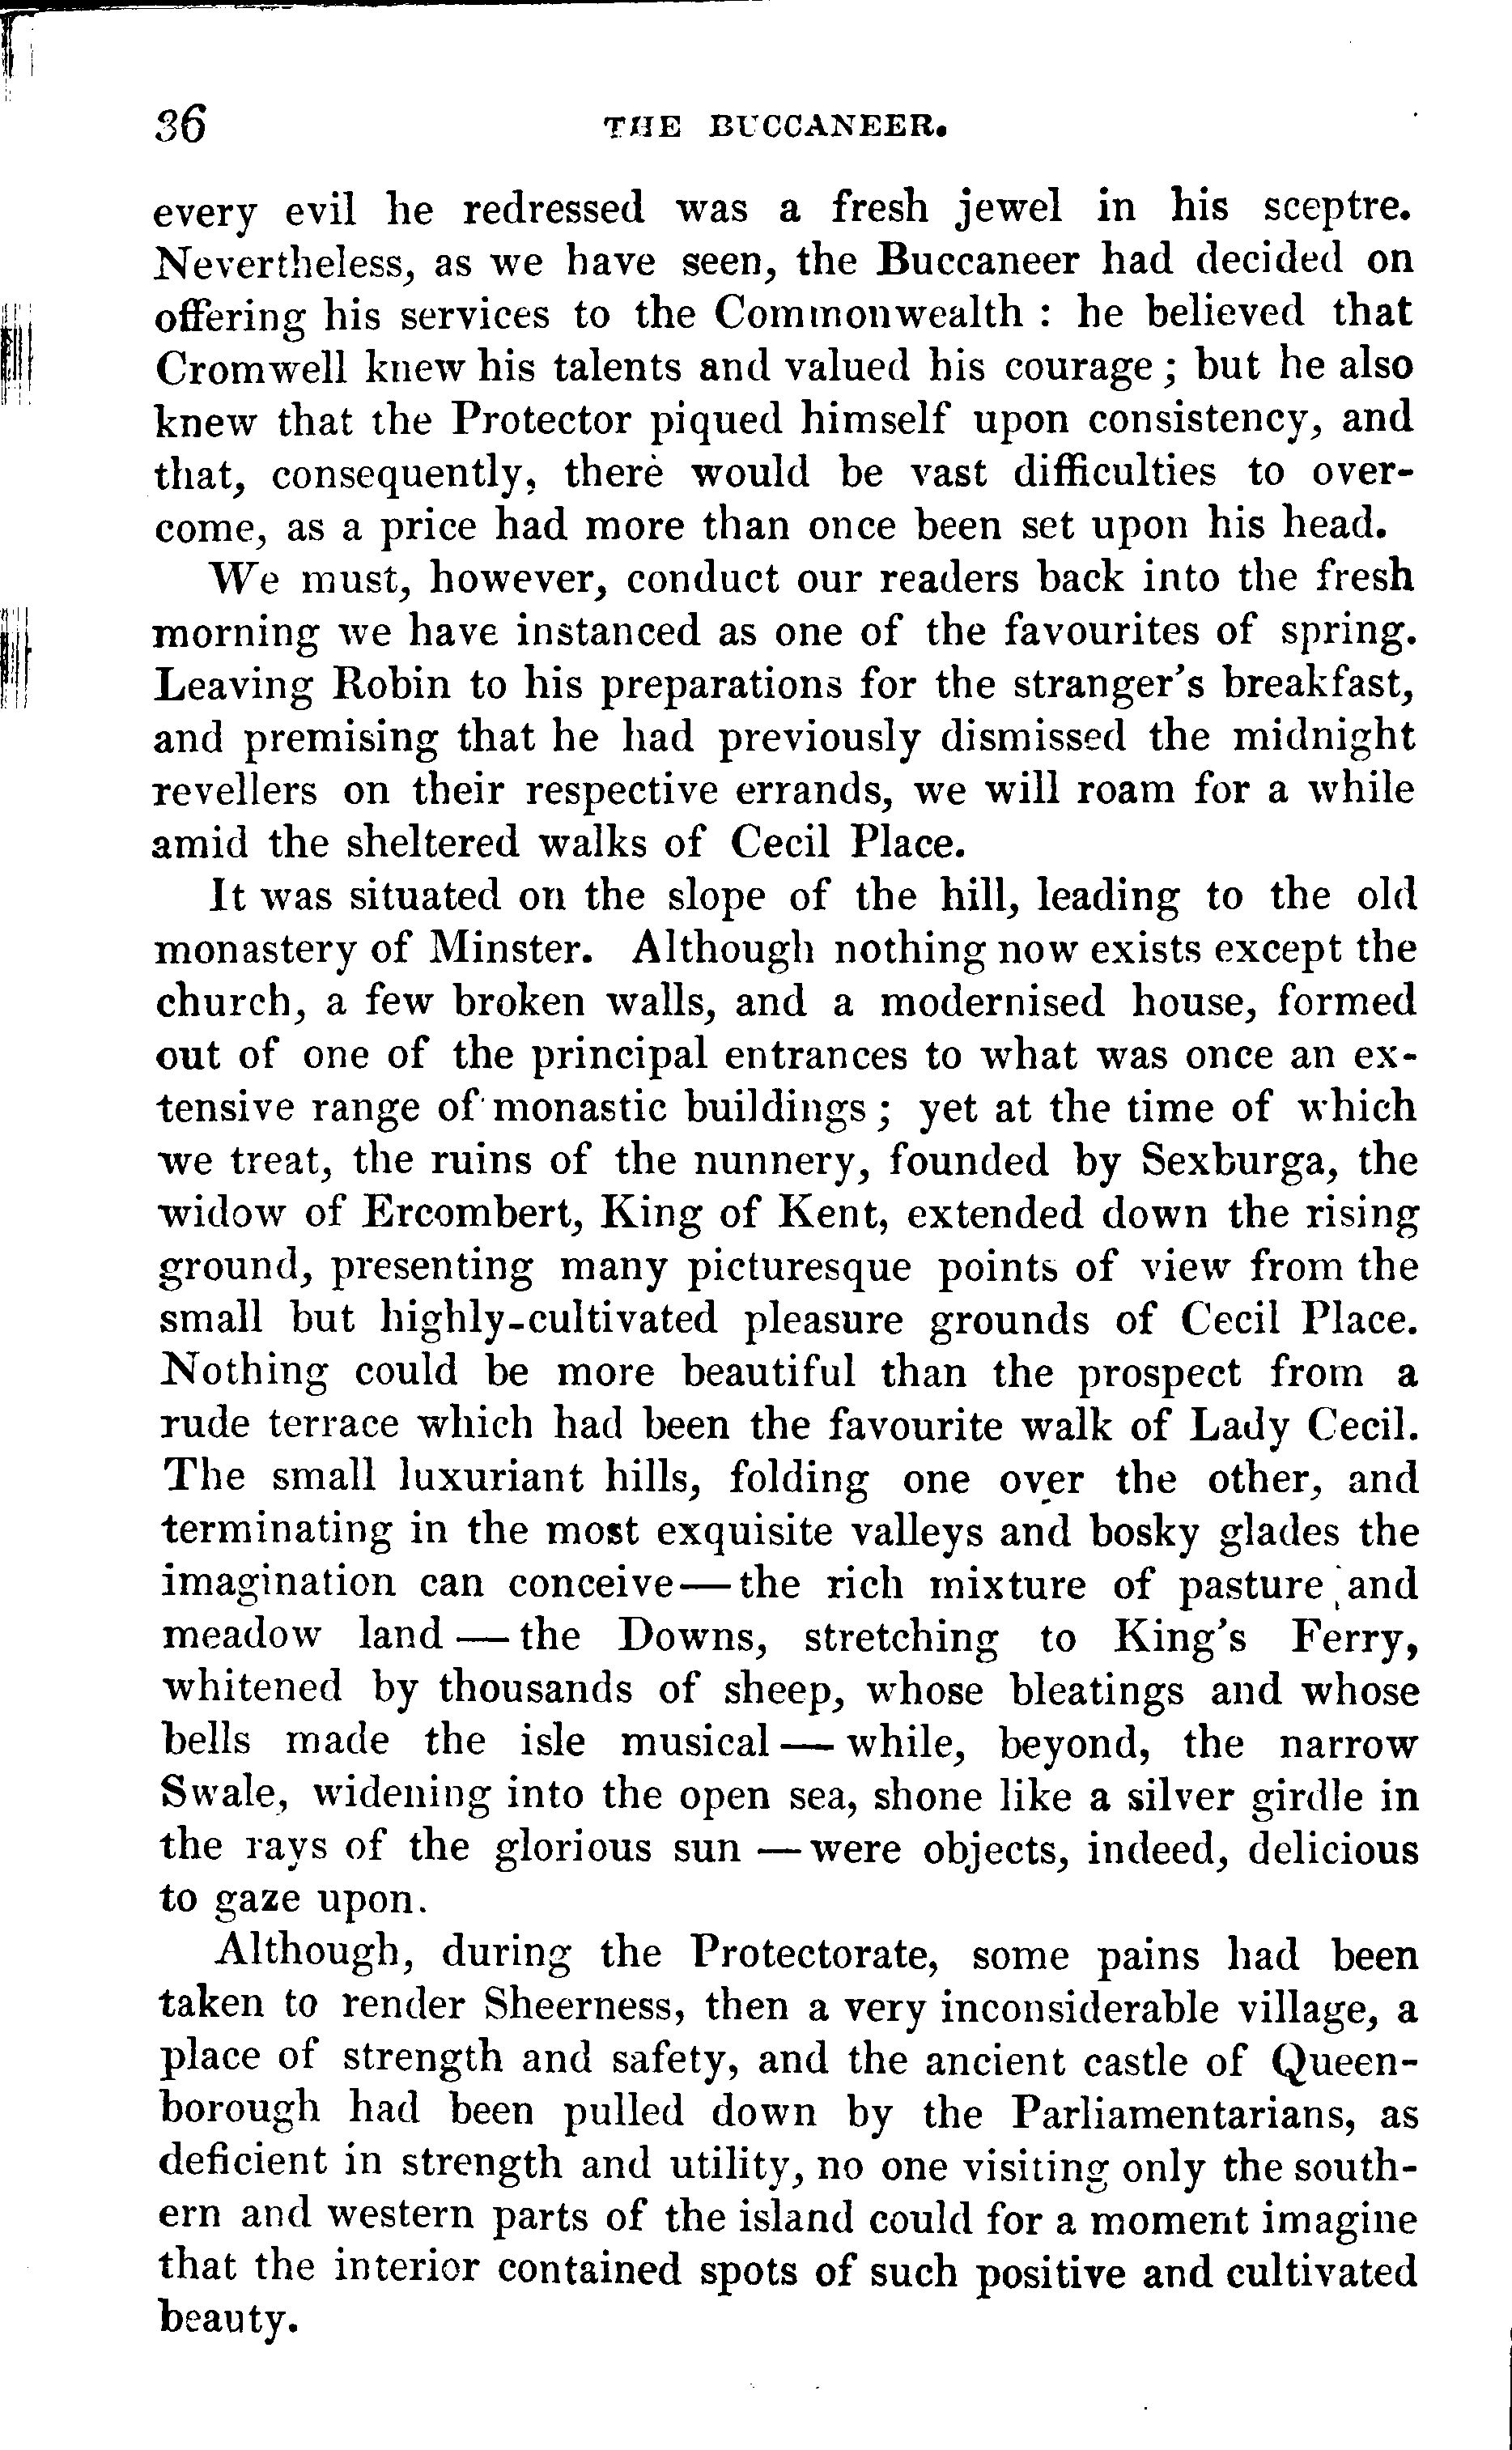 36 THE BUCCANEER.
every evil he redressed was a fresh jewel in his sceptre.
Nevertheless, as we have seen, the Buccaneer had decided on
offering his services to the Commonwealth : he believed that
Cromwell knew his talents and valued his courage ; but he also
knew that the Protector piqued himself upon consistency, and
that, consequently, there would be vast difficulties to over-
come, as a price had more than once been set upon his head.
We must, however, conduct our readers back into the fresh
morning we have instanced as one of the favourites of spring.
Leaving Robin to his preparations for the stranger's breakfast,
and premising that he had previously dismissed the midnight
revellers on their respective errands, we will roam for a while
amid the sheltered walks of Cecil Place.
It was situated on the slope of the hill, leading to the old
monastery of Minster. Although nothing now exists except the
church, a few broken walls, and a modernised house, formed
out of one of the principal entrances to what was once an ex-
tensive range of monastic buildings ; yet at the time of which
we treat, the ruins of the nunnery, founded by Sexburga, the
widow of Ercombert, King of Kent, extended down the rising
ground, presenting many picturesque points of view from the
small but highly-cultivated pleasure grounds of Cecil Place.
Nothing could be more beautiful than the prospect from a
rude terrace which had been the favourite walk of Lady Cecil.
The small luxuriant hills, folding one over the other, and
terminating in the most exquisite valleys and bosky glades the
imagination can conceive — the rich mixture of pasture and
meadow land — the Downs, stretching to King's Ferry,
whitened by thousands of sheep, whose bleatings and whose
bells made the isle musical — while, beyond, the narrow
Swale, widening into the open sea, shone like a silver girdle in
the rays of the glorious sun — were objects, indeed, delicious
to gaze upon.
Although, during the Protectorate, some pains had been
taken to render Sheerness, then a very inconsiderable village, a
place of strength and safety, and the ancient castle of Queen-
borough had been pulled down by the Parliamentarians, as
deficient in strength and utility, no one visiting only the south-
ern and western parts of the island could for a moment imagine
that the interior contained spots of such positive and cultivated
beauty.